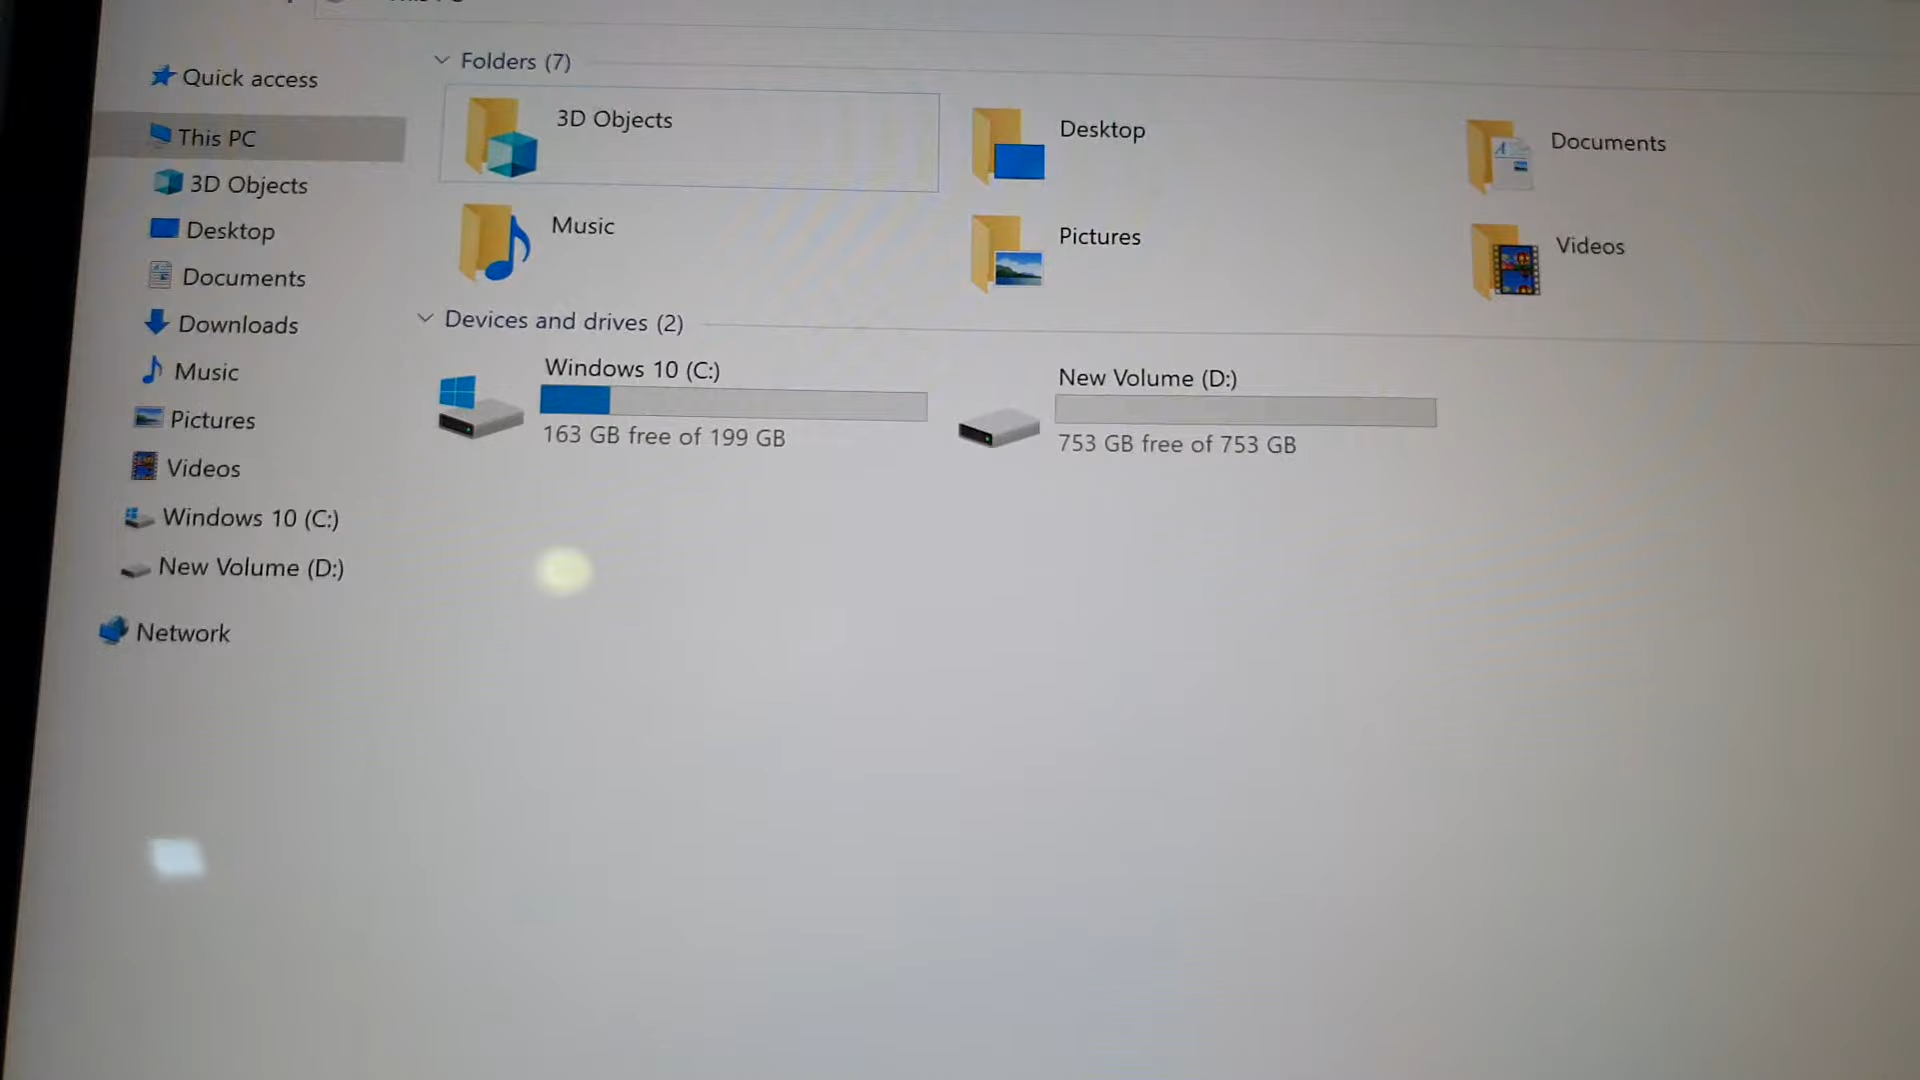 Quick access
This PC
3D Objects
Desktop
Documents
Downloads
Music
Pictures
Videos
Windows 10 (C:)
New Volume (D:)
Network
Folders (7)
3D Objects
Desktop
Documents
Music
Pictures
Videos
Devices and drives (2)
Windows 10 (C:)
163 GB free of 199 GB
New Volume (D:)
753 GB free of 753 GB